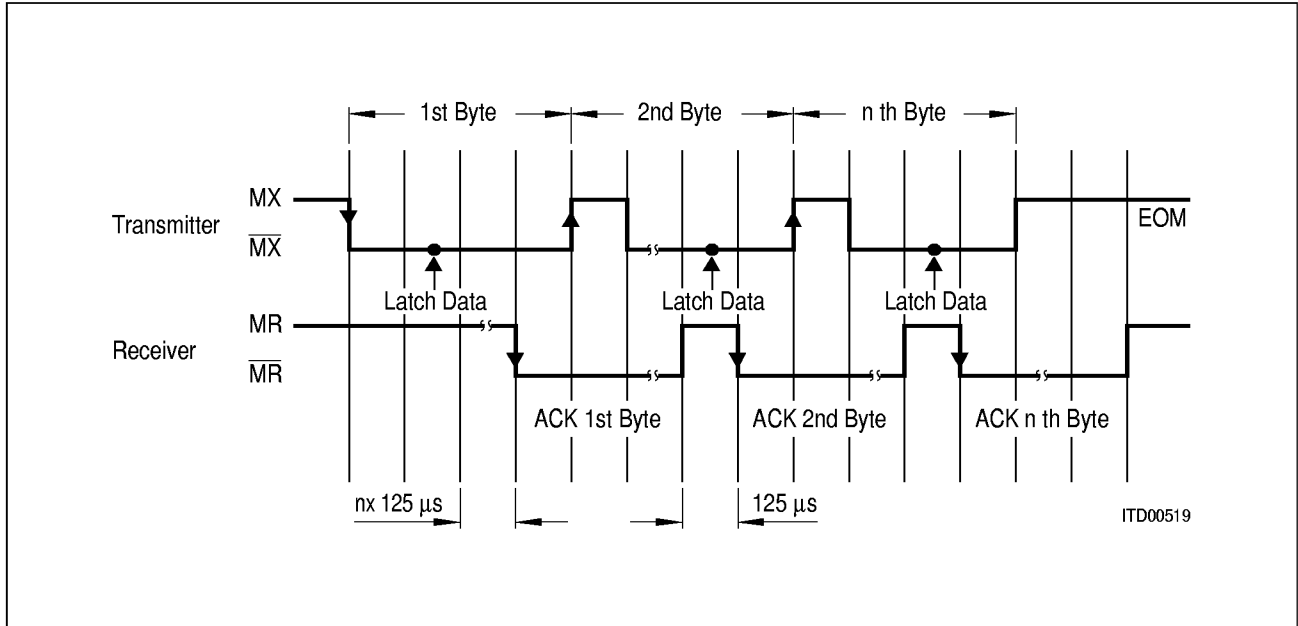 1st Byte 2nd Byte n th Byte
MX
Transmitter
MX EOM
Latch Data Latch Data Latch Data
MR
Receiver
MR
ACK 1st Byte ACK 2nd Byte ACK n th Byte
nx 125 μs 125 μs
ITD00519